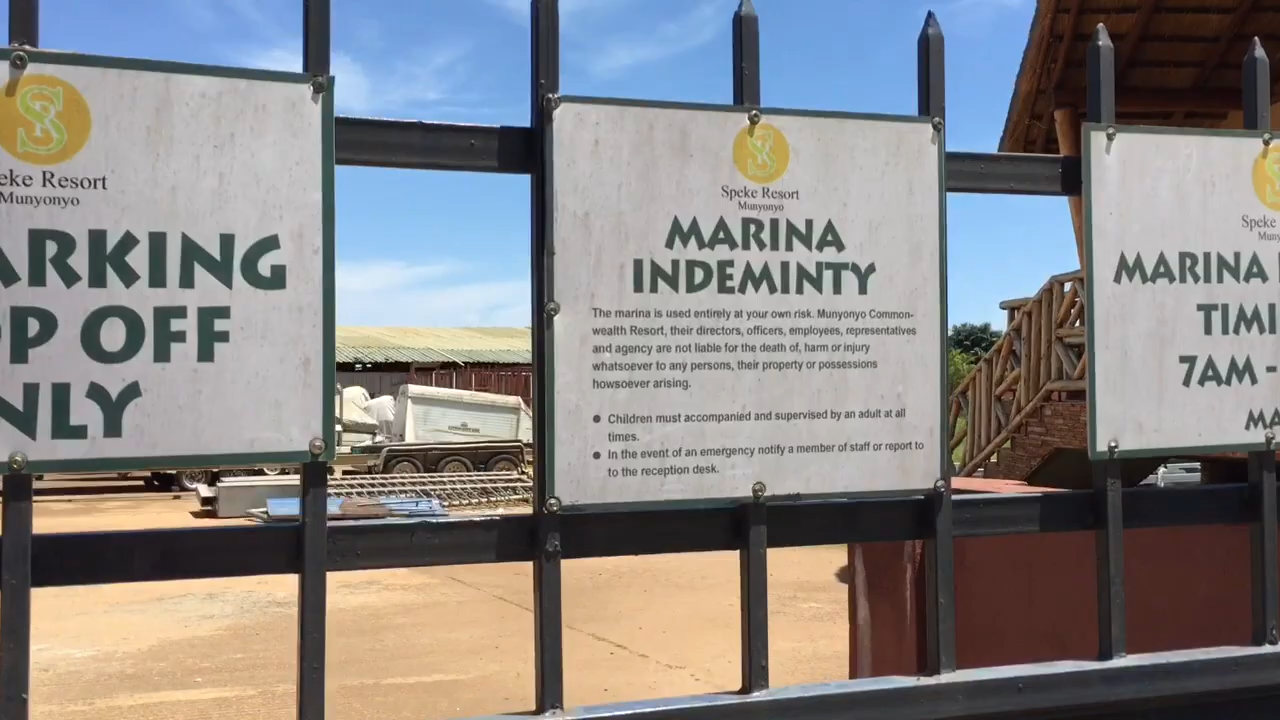 eke Resort
Munyonyo
ARKING
OP OFF
NLY
Speke Resort
Munyonyo
MARINA
INDEMINTY
The marina is used entirely at your own risk. Munyonyo Common-
wealth Resort, their directors, officers, employees, representatives
and agency are not liable for the death of, harm or injury
whatsoever to any persons, their property or possessions
howsoever arising.
● Children must accompanied and supervised by an adult at all
times.
● In the event of an emergency notify a member of staff or report to
to the reception desk.
Speke
Muny
MARINA
TIMI
7AM -
MA